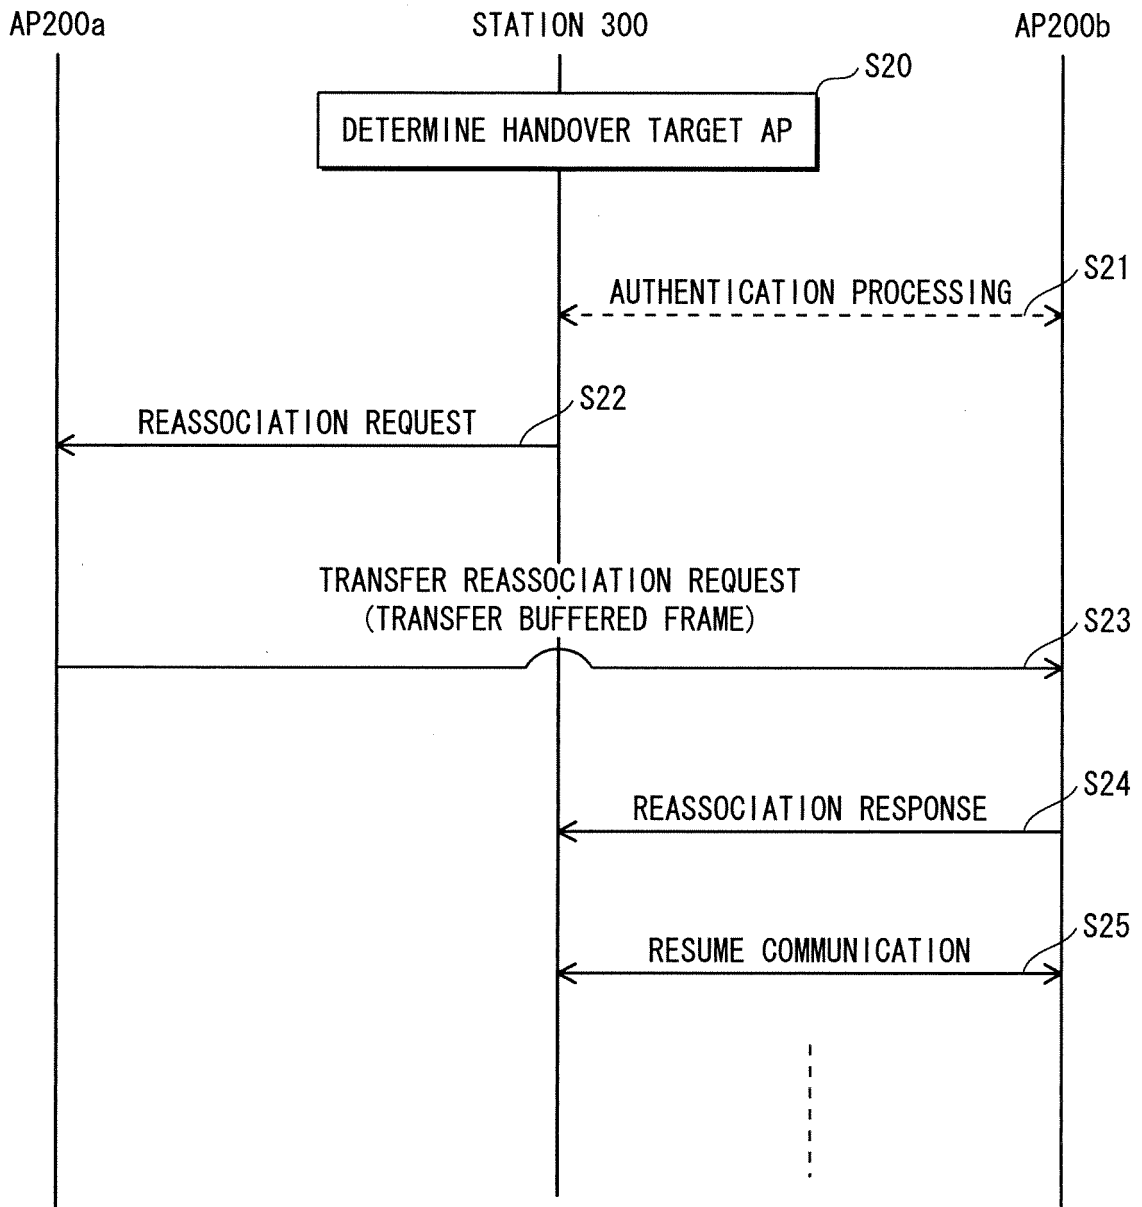 AP200a
STATION 300
AP200b
S20
DETERMINE HANDOVER TARGET AP
S21
AUTHENTICATION PROCESSING
S22
REASSOCIATION REQUEST
TRANSFER REASSOCIATION REQUEST
(TRANSFER BUFFERED FRAME)
S23
S24
REASSOCIATION RESPONSE
S25
RESUME COMMUNICATION